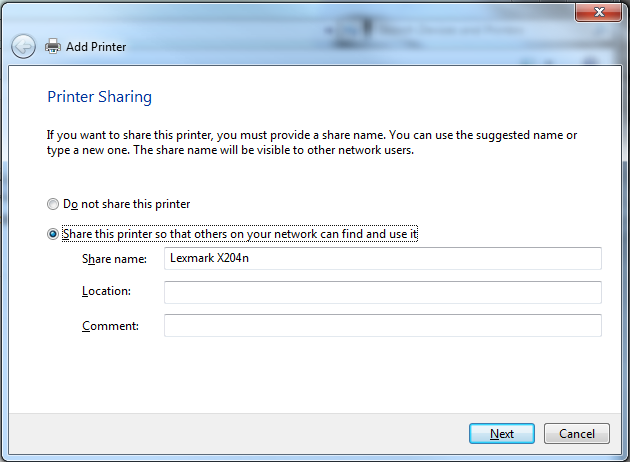 Add Printer
Printer Sharing
If you want to share this printer, you must provide a share name. You can use the suggested name or
type a new one. The share name will be visible to other network users.
Do not share this printer
Share this printer so that others on your network can find and use it
Share name: Lexmark X204n
Location:
Comment:
Next Cancel